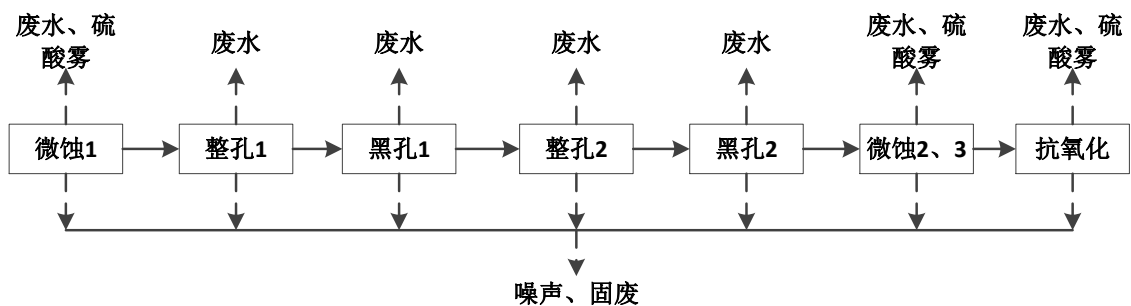 废水、硫
酸雾
废水
废水
废水
废水
废水、硫
酸雾
废水、硫
酸雾
微蚀1
整孔1
黑孔1
整孔2
黑孔2
微蚀2、3
抗氧化
噪声、固废